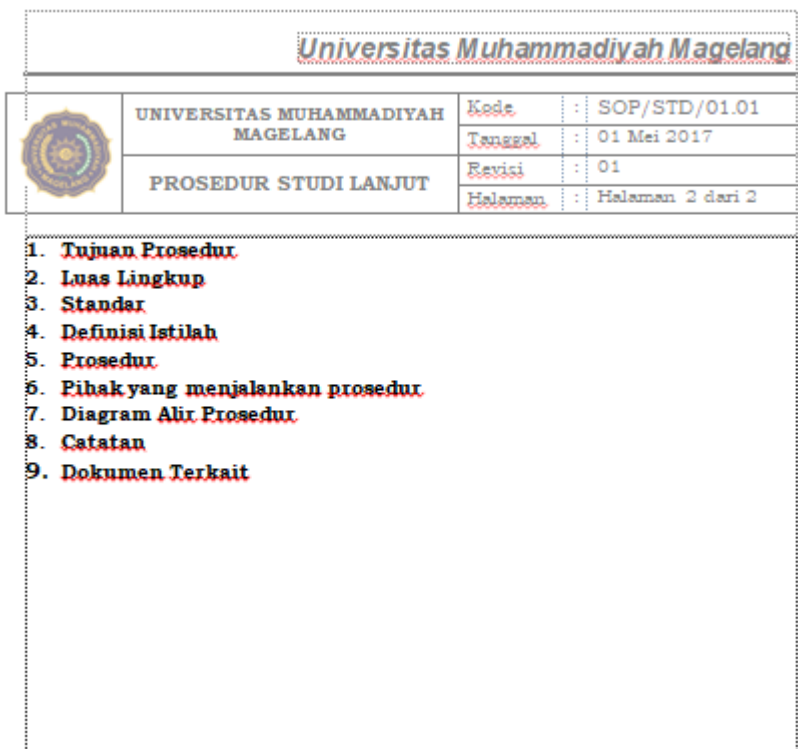 Universitas Muhammadiyah Magelang
UNIVERSITAS MUHAMMADIYAH
MAGELANG
PROSEDUR STUDI LANJUT
Kode : SOP/STD/01.01
Tanggal : 01 Mei 2017
Revisi : 01
Halaman : Halaman 2 dari 2
1. Tujuan Prosedur
2. Luas Lingkup
3. Standar
4. Definisi Istilah
5. Prosedur
6. Pihak yang menjalankan prosedur
7. Diagram Alir Prosedur
8. Catatan
9. Dokumen Terkait